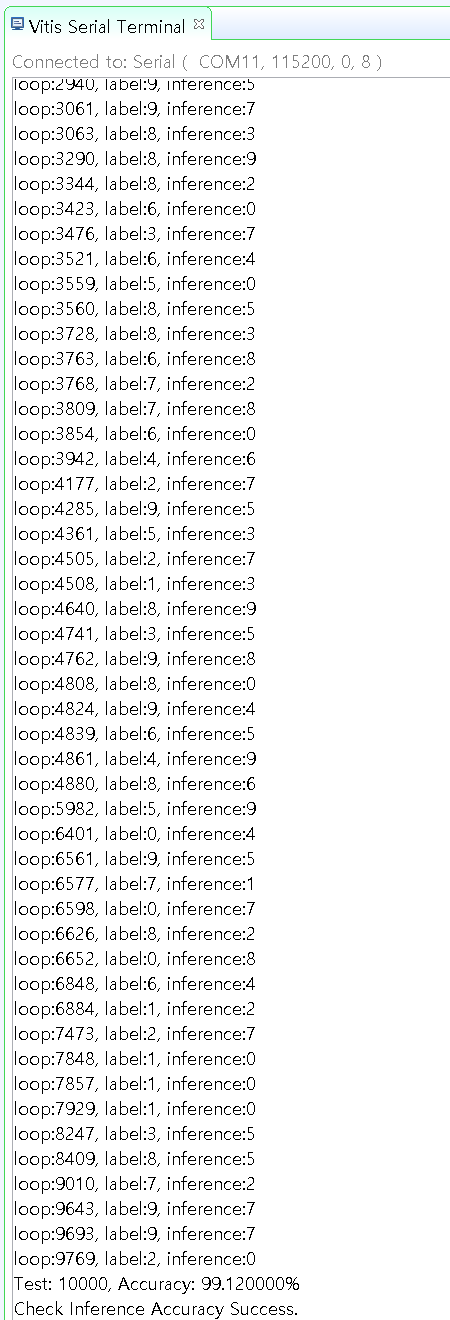 Vitis Serial Terminal
Connected to: Serial ( COM11, 115200, 0, 8 )
loop:2940, label:9, inference:5
loop:3061, label:9, inference:7
loop:3063, label:8, inference:3
loop:3290, label:8, inference:9
loop:3344, label:8, inference:2
loop:3423, label:6, inference:0
loop:3476, label:3, inference:7
loop:3521, label:6, inference:4
loop:3559, label:5, inference:0
loop:3560, label:8, inference:5
loop:3728, label:8, inference:3
loop:3763, label:6, inference:8
loop:3768, label:7, inference:2
loop:3809, label:7, inference:8
loop:3854, label:6, inference:0
loop:3942, label:4, inference:6
loop:4177, label:2, inference:7
loop:4285, label:9, inference:5
loop:4361, label:5, inference:3
loop:4505, label:2, inference:7
loop:4508, label:1, inference:3
loop:4640, label:8, inference:9
loop:4741, label:3, inference:5
loop:4762, label:9, inference:8
loop:4808, label:8, inference:0
loop:4824, label:9, inference:4
loop:4839, label:6, inference:5
loop:4861, label:4, inference:9
loop:4880, label:8, inference:6
loop:5982, label:5, inference:9
loop:6401, label:0, inference:4
loop:6561, label:9, inference:5
loop:6577, label:7, inference:1
loop:6598, label:0, inference:7
loop:6626, label:8, inference:2
loop:6652, label:0, inference:8
loop:6848, label:6, inference:4
loop:6884, label:1, inference:2
loop:7473, label:2, inference:7
loop:7848, label:1, inference:0
loop:7857, label:1, inference:0
loop:7929, label:1, inference:0
loop:8247, label:3, inference:5
loop:8409, label:8, inference:5
loop:9010, label:7, inference:2
loop:9643, label:9, inference:7
loop:9693, label:9, inference:7
loop:9769, label:2, inference:0
Test: 10000, Accuracy: 99.120000%
Check Inference Accuracy Success.